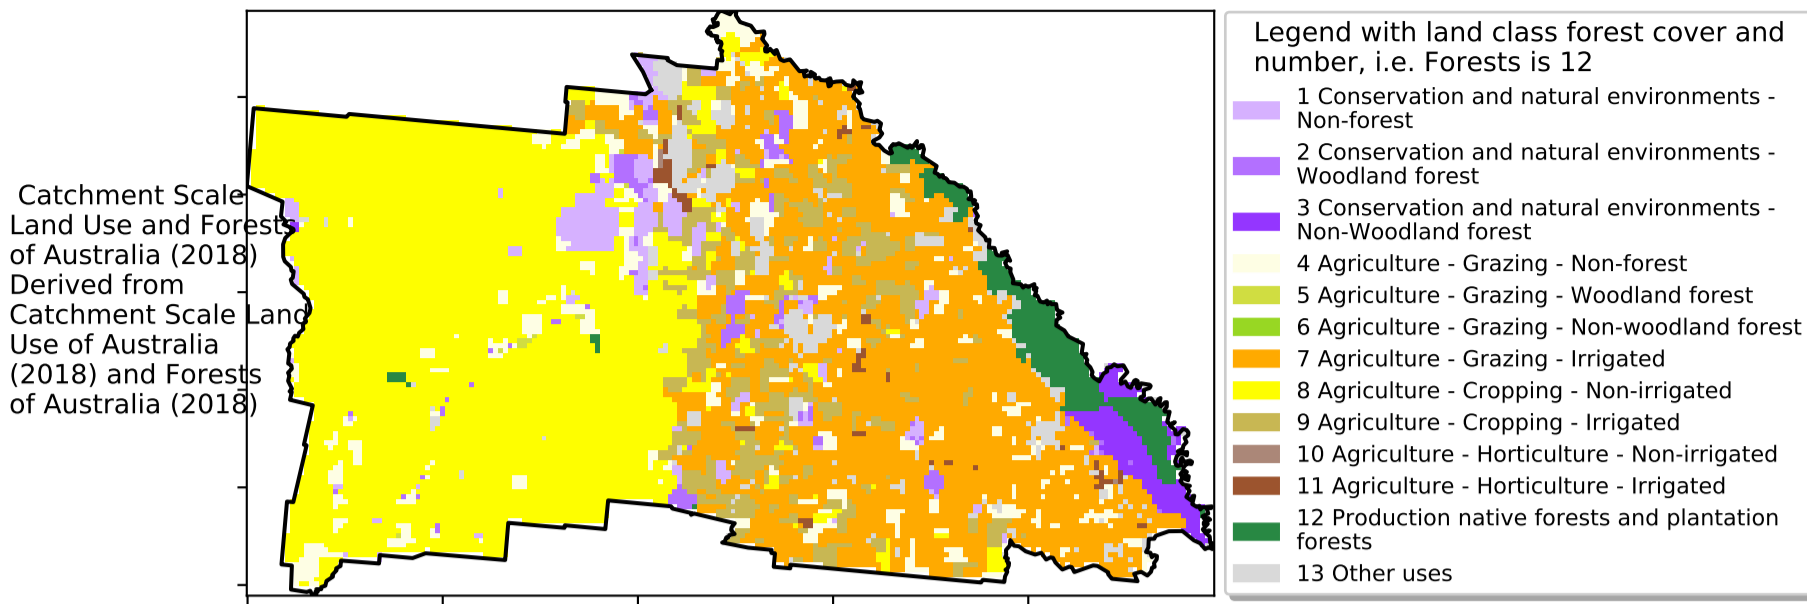 Catchment Scale
Land Use and Forests
of Australia (2018)
Derived from
Catchment Scale Land
Use of Australia
(2018) and Forests
of Australia (2018)
Legend with land class forest cover and
number, i.e. Forests is 12
1 Conservation and natural environments -
Non-forest
2 Conservation and natural environments -
Woodland forest
3 Conservation and natural environments -
Non-Woodland forest
4 Agriculture - Grazing - Non-forest
5 Agriculture - Grazing - Woodland forest
6 Agriculture - Grazing - Non-woodland forest
7 Agriculture - Grazing - Irrigated
8 Agriculture - Cropping - Non-irrigated
9 Agriculture - Cropping - Irrigated
10 Agriculture - Horticulture - Non-irrigated
11 Agriculture - Horticulture - Irrigated
12 Production native forests and plantation
forests
13 Other uses